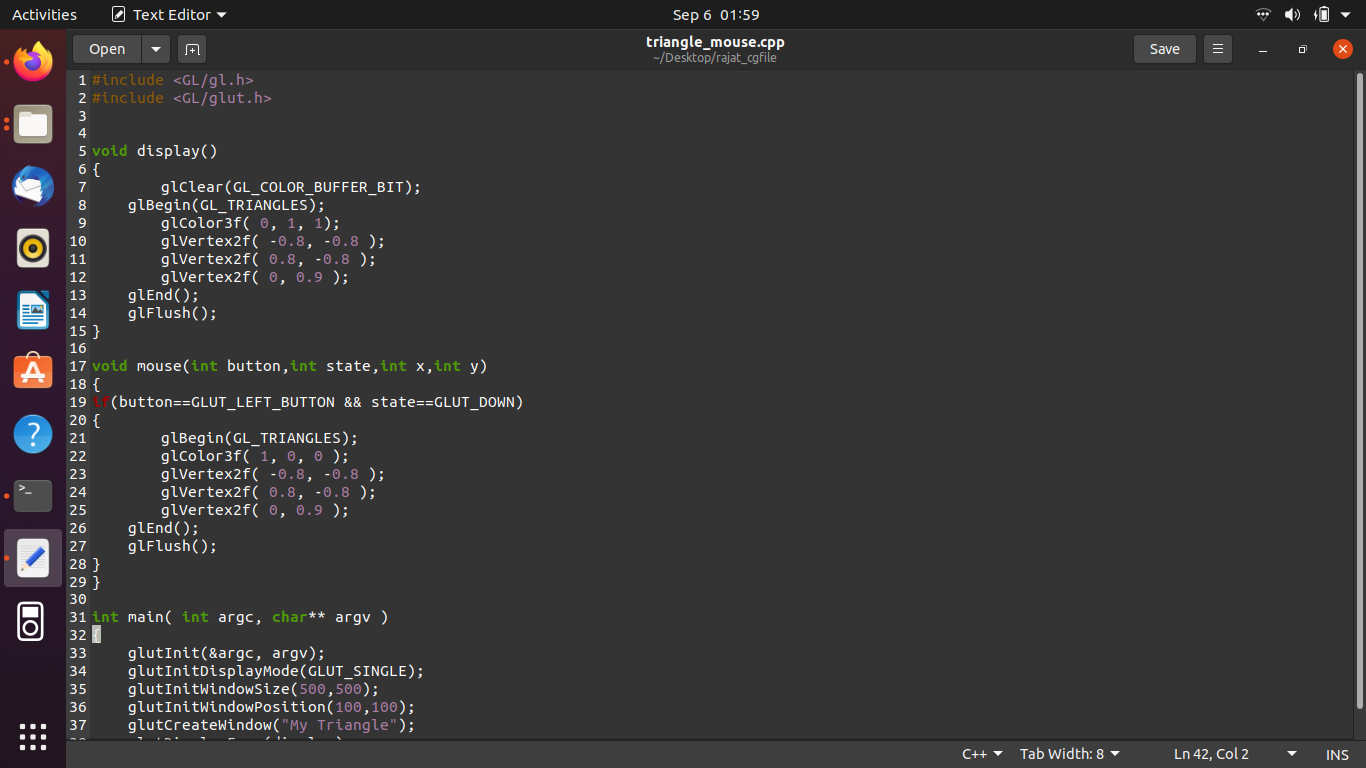 Activities Text Editor Sep 6 01:59
Open triangle_mouse.cpp Save
~/Desktop/rajat_cgfile
1 #include <GL/gl.h>
2 #include <GL/glut.h>
3
4
5 void display()
6 {
7         glClear(GL_COLOR_BUFFER_BIT);
8     glBegin(GL_TRIANGLES);
9         glColor3f( 0, 1, 1);
10         glVertex2f( -0.8, -0.8 );
11         glVertex2f( 0.8, -0.8 );
12         glVertex2f( 0, 0.9 );
13     glEnd();
14     glFlush();
15 }
16
17 void mouse(int button,int state,int x,int y)
18 {
19 if(button==GLUT_LEFT_BUTTON && state==GLUT_DOWN)
20 {
21         glBegin(GL_TRIANGLES);
22         glColor3f( 1, 0, 0 );
23         glVertex2f( -0.8, -0.8 );
24         glVertex2f( 0.8, -0.8 );
25         glVertex2f( 0, 0.9 );
26     glEnd();
27     glFlush();
28 }
29 }
30
31 int main( int argc, char** argv )
32 {
33     glutInit(&argc, argv);
34     glutInitDisplayMode(GLUT_SINGLE);
35     glutInitWindowSize(500,500);
36     glutInitWindowPosition(100,100);
37     glutCreateWindow("My Triangle");
C++ Tab Width: 8 Ln 42, Col 2 INS